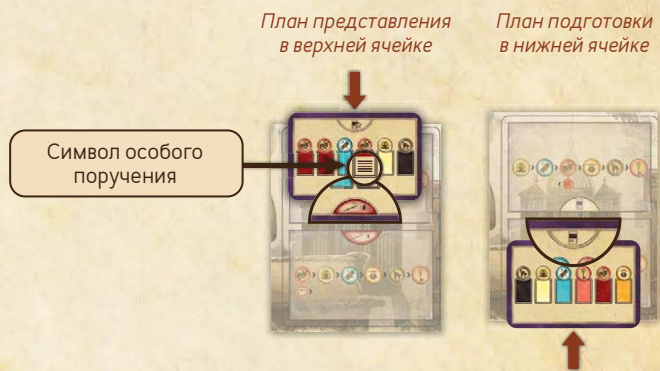 План представления
в верхней ячейке
План подготовки
в нижней ячейке
Символ особого
поручения